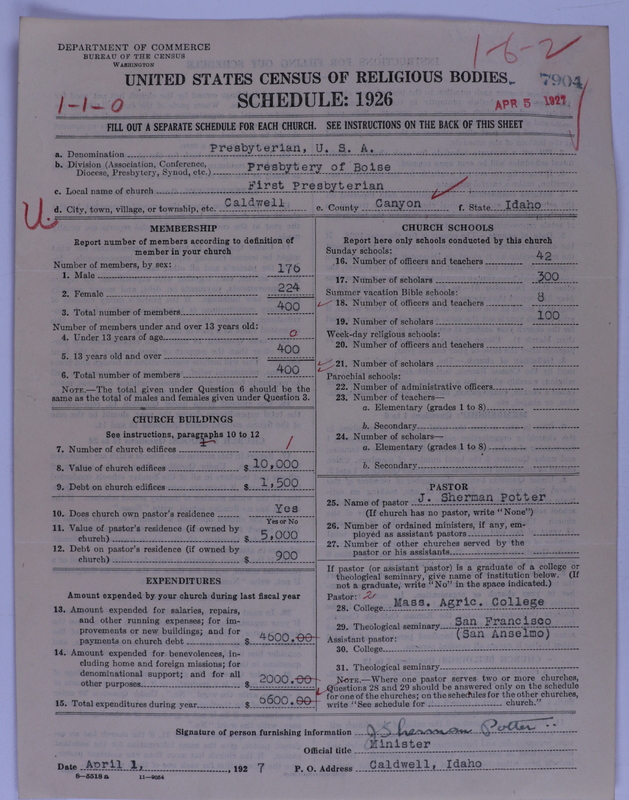 DEPARTMENT OF COMMERCE
BUREAU OF THE CENSUS
WASHINGTON
1-6-2
UNITED STATES CENSUS OF RELIGIOUS BODIES
7904
1-1-0
SCHEDULE: 1926
APR 5 1927
FILL OUT A SEPARATE SCHEDULE FOR EACH CHURCH. SEE INSTRUCTIONS ON THE BACK OF THIS SHEET
a. Denomination Presbyterian, U. S. A.
b. Division (Association, Conference, Diocese, Presbytery, Synod, etc.) Presbytery of Boise
c. Local name of church First Presbyterian
U.
d. City, town, village, or township, etc. Caldwell e. County Canyon f. State Idaho
MEMBERSHIP
Report number of members according to definition of
member in your church
Number of members, by sex:
1. Male 176
2. Female 224
3. Total number of members 400
Number of members under and over 13 years old:
4. Under 13 years of age 0
5. 13 years old and over 400
6. Total number of members 400
NOTE.—The total given under Question 6 should be
same as the total of males and females given under Question 3.
CHURCH BUILDINGS
See instructions, paragraphs 10 to 12
7. Number of church edifices 1
8. Value of church edifices $ 10,000
9. Debt on church edifices $ 1,500
10. Does church own pastor's residence Yes
Yes or No
11. Value of pastor's residence (if owned by
church) $ 5,000
12. Debt on pastor's residence (if owned by
church) $ 900
EXPENDITURES
Amount expended by your church during last fiscal year
13. Amount expended for salaries, repairs,
and other running expenses; for im-
provements or new buildings; and for
payments on church debt $ 4600.00
14. Amount expended for benevolences, in-
cluding home and foreign missions; for
denominational support; and for all
other purposes $ 2000.00
15. Total expenditures during year $ 6600.00
CHURCH SCHOOLS
Report here only schools conducted by this church
Sunday schools:
16. Number of officers and teachers 42
17. Number of scholars 300
Summer vacation Bible schools:
18. Number of officers and teachers 8
19. Number of scholars 100
Week-day religious schools:
20. Number of officers and teachers
21. Number of scholars
Parochial schools:
22. Number of administrative officers
23. Number of teachers—
a. Elementary (grades 1 to 8)
b. Secondary
24. Number of scholars—
a. Elementary (grades 1 to 8)
b. Secondary
PASTOR
25. Name of pastor J. Sherman Potter
(If church has no pastor, write "None")
26. Number of ordained ministers, if any, em-
ployed as assistant pastors
27. Number of other churches served by the
pastor or his assistants
If pastor (or assistant pastor) is a graduate of a college or
theological seminary, give name of institution below. (If
not a graduate, write "No" in the space indicated.)
Pastor: 2
28. College Mass. Agric. College
29. Theological seminary San Francisco
Assistant pastor: (San Anselmo)
30. College
31. Theological seminary
NOTE.—Where one pastor serves two or more churches,
Questions 28 and 29 should be answered only on the schedule
for one of the churches; on the schedules for the other churches,
write "See schedule for church."
Signature of person furnishing information J. Sherman Potter
Official title Minister
Date April 1, , 1927 P. O. Address Caldwell, Idaho
8—5518 a 11—9064